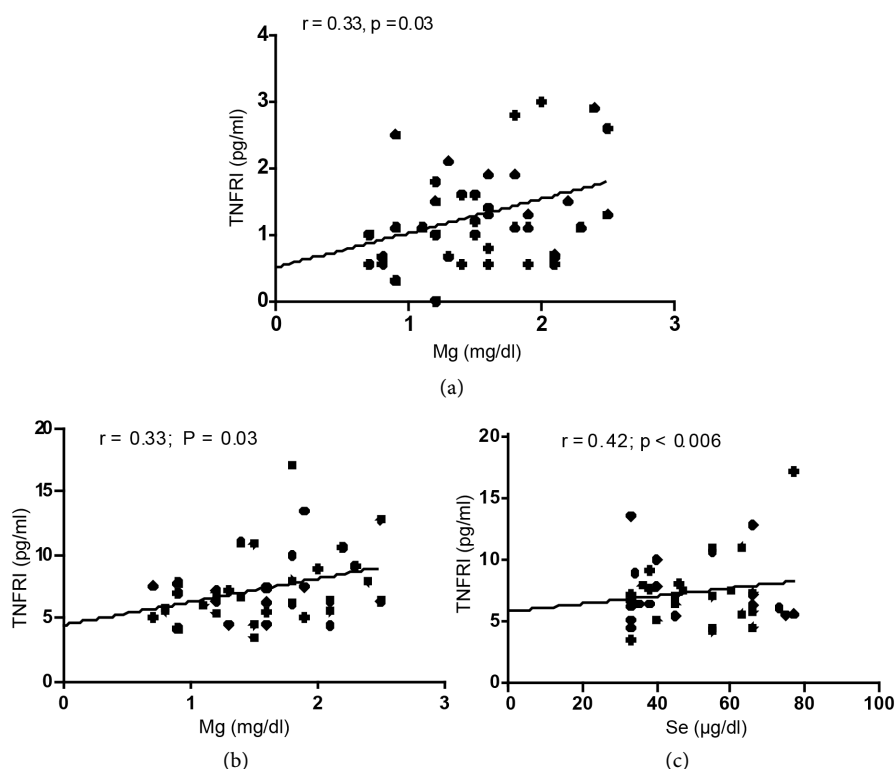 r = 0.33, p =0.03
4
3
2
1
0
TNFRI (pg/ml)
0 1 2 3
Mg (mg/dl)
(a)
r = 0.33; P = 0.03
20
15
10
5
0
TNFRI (pg/ml)
0 1 2 3
Mg (mg/dl)
(b)
r = 0.42; p < 0.006
20
15
10
5
0
TNFRI (pg/ml)
0 20 40 60 80 100
Se (µg/dl)
(c)